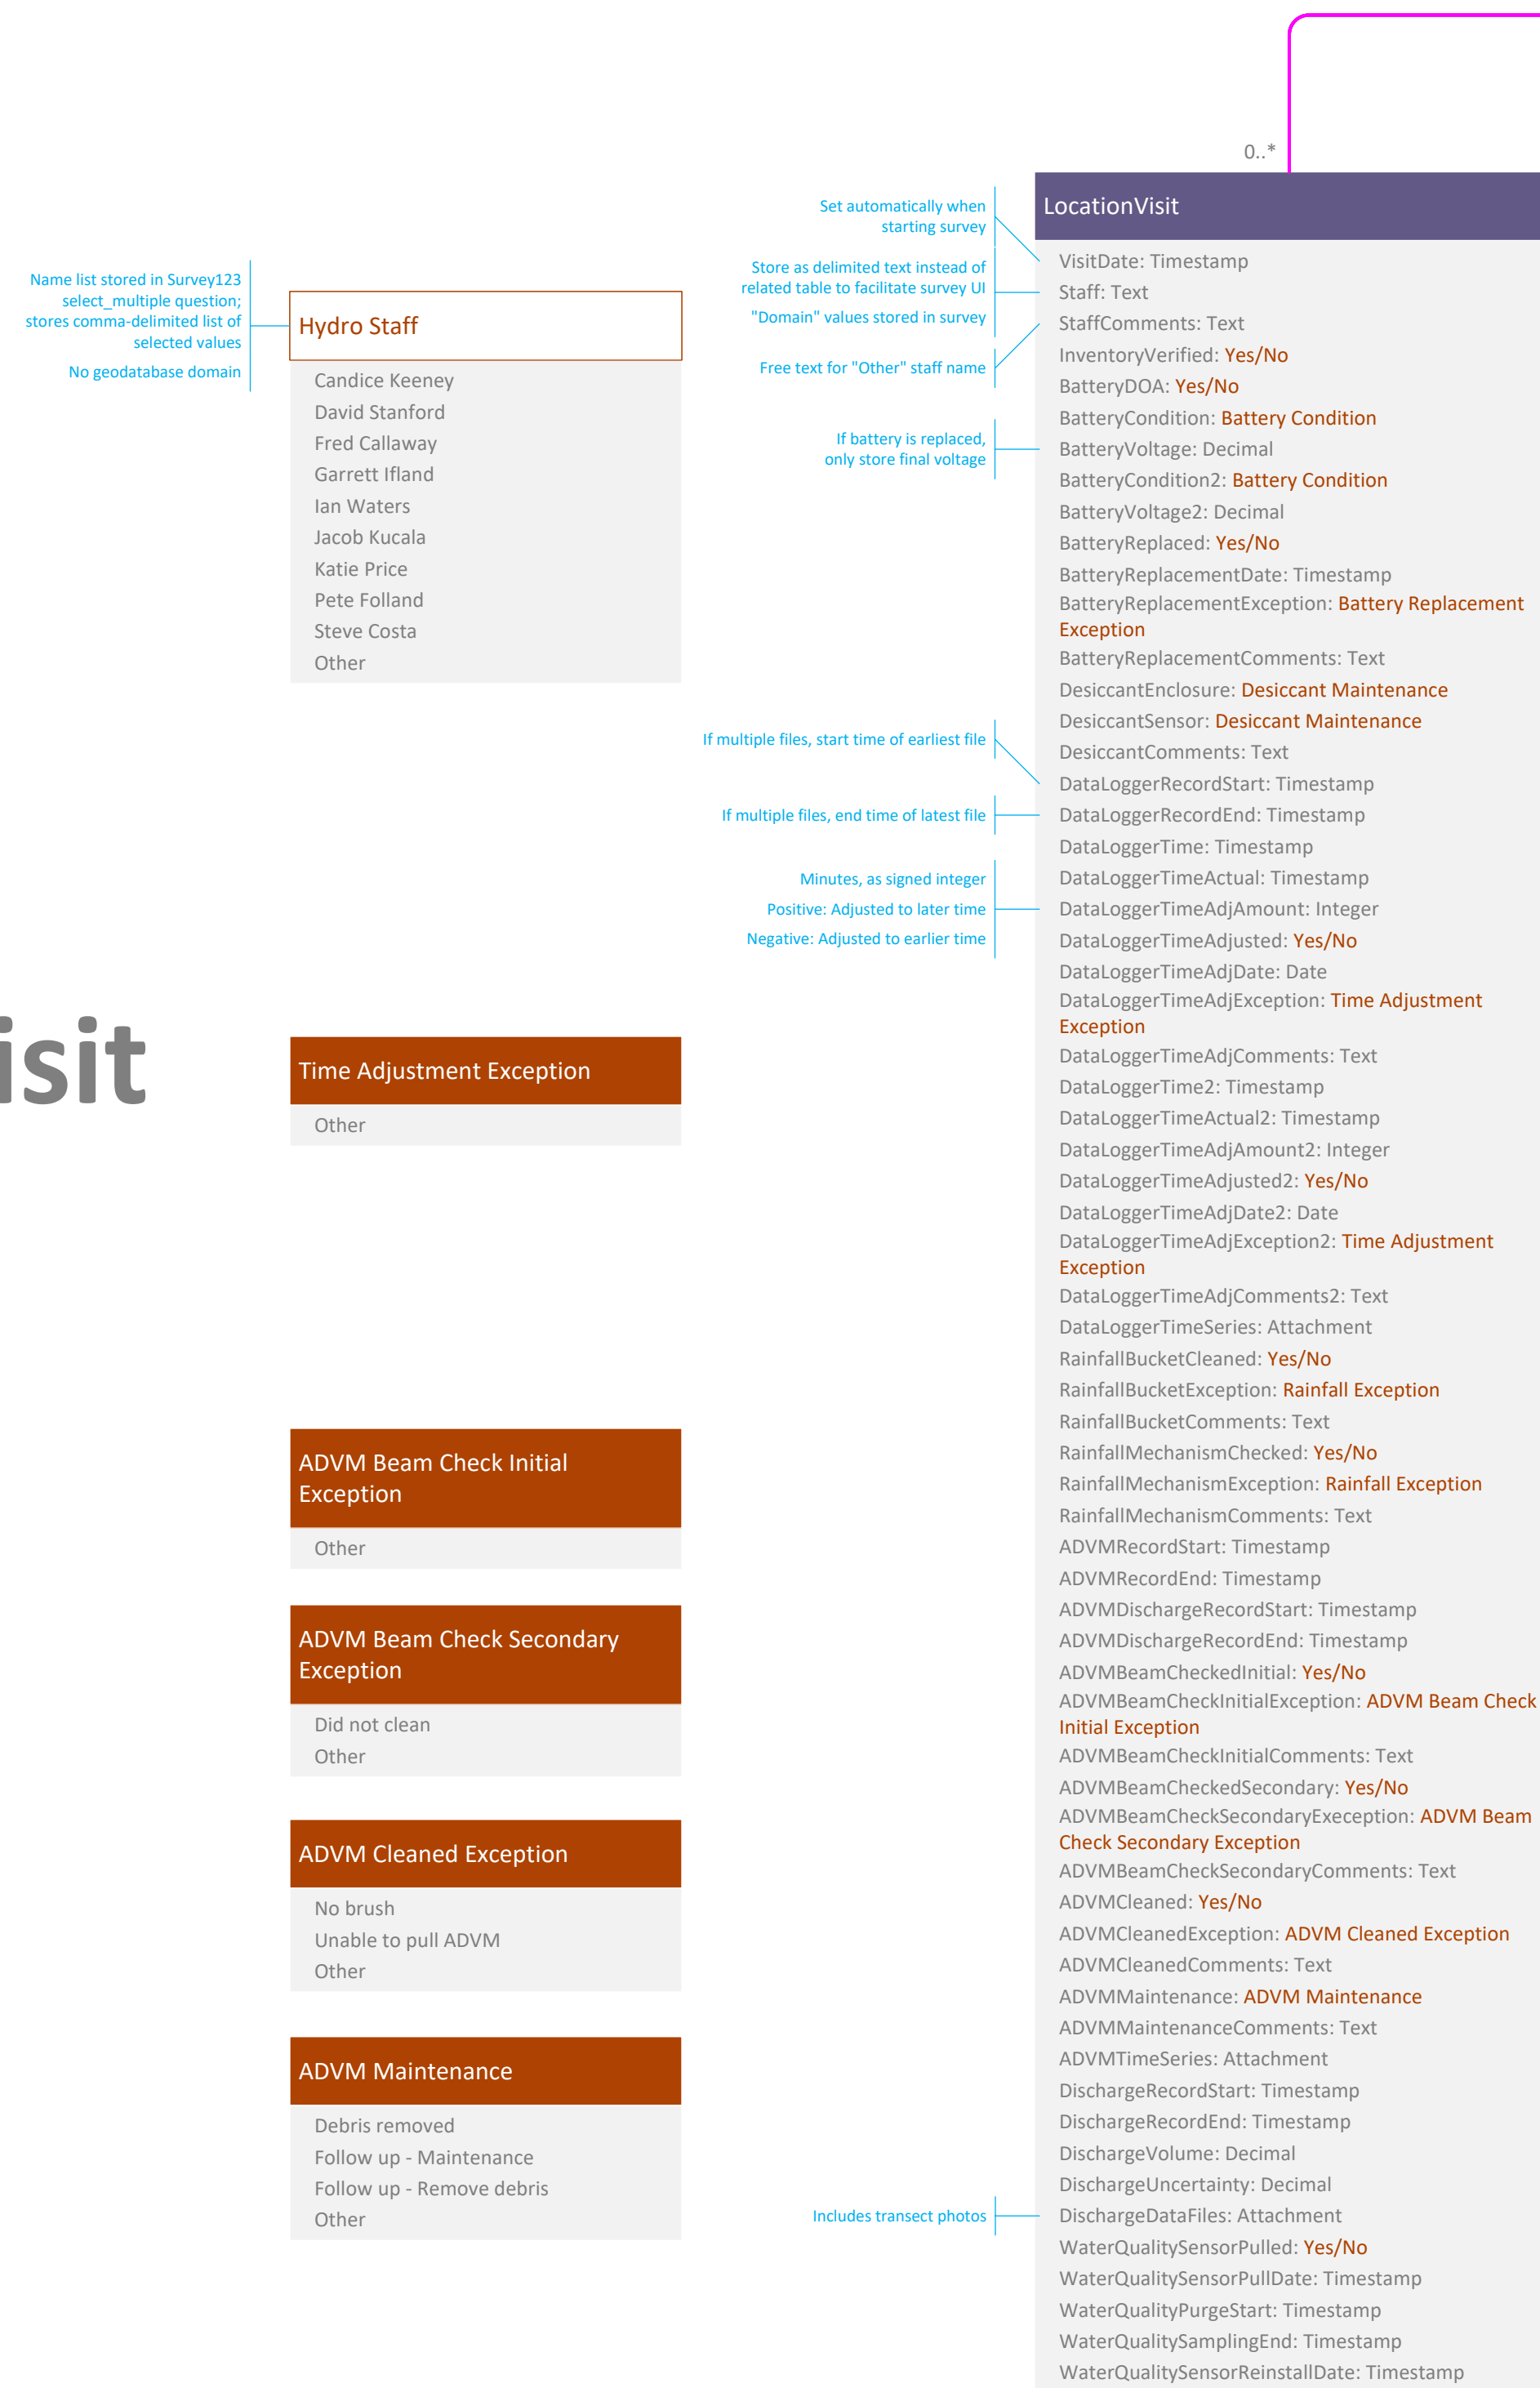 0..*
LocationVisit
Set automatically when
starting survey
Store as delimited text instead of
related table to facilitate survey UI
"Domain" values stored in survey
Free text for "Other" staff name
If battery is replaced,
only store final voltage
If multiple files, start time of earliest file
If multiple files, end time of latest file
Minutes, as signed integer
Positive: Adjusted to later time
Negative: Adjusted to earlier time
Includes transect photos
VisitDate: Timestamp
Staff: Text
StaffComments: Text
InventoryVerified: Yes/No
BatteryDOA: Yes/No
BatteryCondition: Battery Condition
BatteryVoltage: Decimal
BatteryCondition2: Battery Condition
BatteryVoltage2: Decimal
BatteryReplaced: Yes/No
BatteryReplacementDate: Timestamp
BatteryReplacementException: Battery Replacement
Exception
BatteryReplacementComments: Text
DesiccantEnclosure: Desiccant Maintenance
DesiccantSensor: Desiccant Maintenance
DesiccantComments: Text
DataLoggerRecordStart: Timestamp
DataLoggerRecordEnd: Timestamp
DataLoggerTime: Timestamp
DataLoggerTimeActual: Timestamp
DataLoggerTimeAdjAmount: Integer
DataLoggerTimeAdjusted: Yes/No
DataLoggerTimeAdjDate: Date
DataLoggerTimeAdjException: Time Adjustment
Exception
DataLoggerTimeAdjComments: Text
DataLoggerTime2: Timestamp
DataLoggerTimeActual2: Timestamp
DataLoggerTimeAdjAmount2: Integer
DataLoggerTimeAdjusted2: Yes/No
DataLoggerTimeAdjDate2: Date
DataLoggerTimeAdjException2: Time Adjustment
Exception
DataLoggerTimeAdjComments2: Text
DataLoggerTimeSeries: Attachment
RainfallBucketCleaned: Yes/No
RainfallBucketException: Rainfall Exception
RainfallBucketComments: Text
RainfallMechanismChecked: Yes/No
RainfallMechanismException: Rainfall Exception
RainfallMechanismComments: Text
ADVMRecordStart: Timestamp
ADVMRecordEnd: Timestamp
ADVMDischargeRecordStart: Timestamp
ADVMDischargeRecordEnd: Timestamp
ADVMBeamCheckedInitial: Yes/No
ADVMBeamCheckInitialException: ADVM Beam Check
Initial Exception
ADVMBeamCheckInitialComments: Text
ADVMBeamCheckedSecondary: Yes/No
ADVMBeamCheckSecondaryExeception: ADVM Beam
Check Secondary Exception
ADVMBeamCheckSecondaryComments: Text
ADVMCleaned: Yes/No
ADVMCleanedException: ADVM Cleaned Exception
ADVMCleanedComments: Text
ADVMMaintenance: ADVM Maintenance
ADVMMaintenanceComments: Text
ADVMTimeSeries: Attachment
DischargeRecordStart: Timestamp
DischargeRecordEnd: Timestamp
DischargeVolume: Decimal
DischargeUncertainty: Decimal
DischargeDataFiles: Attachment
WaterQualitySensorPulled: Yes/No
WaterQualitySensorPullDate: Timestamp
WaterQualityPurgeStart: Timestamp
WaterQualitySamplingEnd: Timestamp
WaterQualitySensorReinstallDate: Timestamp
Name list stored in Survey123
select_multiple question;
stores comma-delimited list of
selected values
No geodatabase domain
Hydro Staff
Candice Keeney
David Stanford
Fred Callaway
Garrett Ifland
Ian Waters
Jacob Kucala
Katie Price
Pete Folland
Steve Costa
Other
isit
Time Adjustment Exception
Other
ADVM Beam Check Initial
Exception
Other
ADVM Beam Check Secondary
Exception
Did not clean
Other
ADVM Cleaned Exception
No brush
Unable to pull ADVM
Other
ADVM Maintenance
Debris removed
Follow up - Maintenance
Follow up - Remove debris
Other